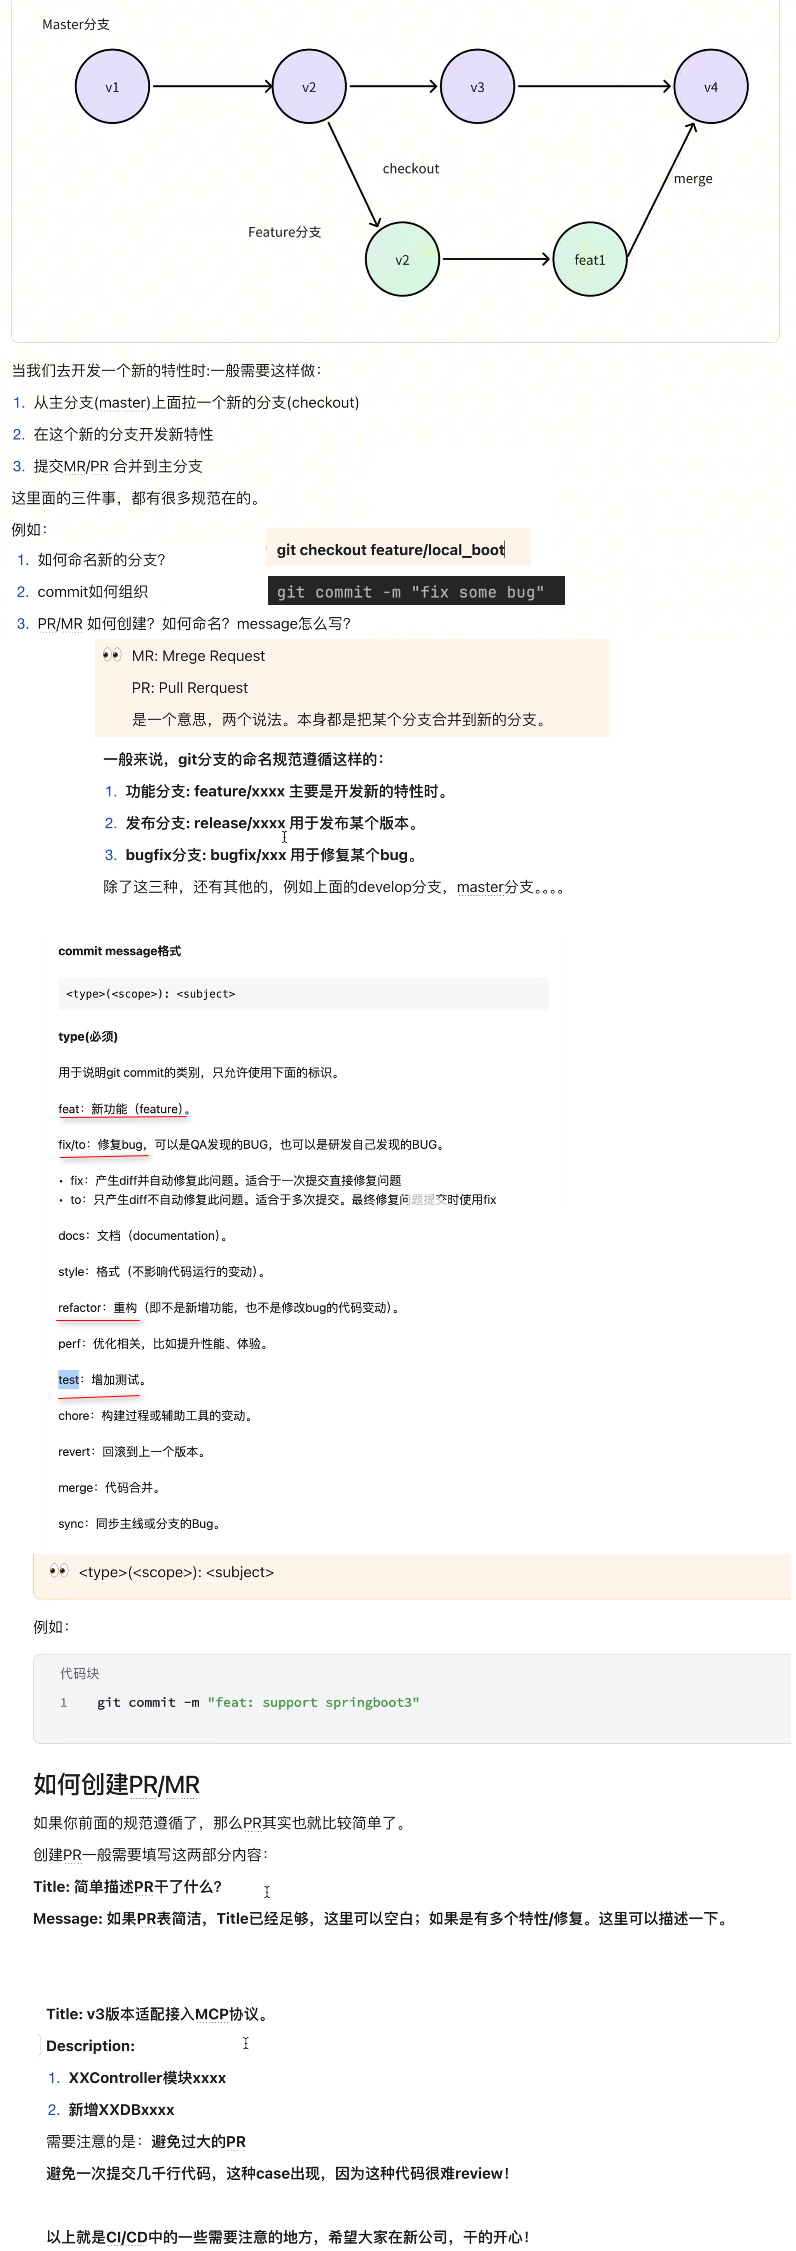 Master分支
v1
v2
v3
v4
checkout
merge
Feature分支
v2
feat1
当我们去开发一个新的特性时:一般需要这样做：
1. 从主分支(master)上面拉一个新的分支(checkout)
2. 在这个新的分支开发新特性
3. 提交MR/PR 合并到主分支
这里面的三件事，都有很多规范在的。
例如：
1. 如何命名新的分支？
git checkout feature/local_boot
2. commit如何组织
git commit -m "fix some bug"
3. PR/MR 如何创建？如何命名？message怎么写？
👀 MR: Mrege Request
PR: Pull Rerquest
是一个意思，两个说法。本身都是把某个分支合并到新的分支。
一般来说，git分支的命名规范遵循这样的：
1. 功能分支: feature/xxxx 主要是开发新的特性时。
2. 发布分支: release/xxxx 用于发布某个版本。
3. bugfix分支: bugfix/xxx 用于修复某个bug。
除了这三种，还有其他的，例如上面的develop分支，master分支。。。。
commit message格式
<type>(<scope>): <subject>
type(必须)
用于说明git commit的类别，只允许使用下面的标识。
feat：新功能（feature）。
fix/to：修复bug，可以是QA发现的BUG，也可以是研发自己发现的BUG。
• fix：产生diff并自动修复此问题。适合于一次提交直接修复问题
• to：只产生diff不自动修复此问题。适合于多次提交。最终修复问题提交时使用fix
docs：文档（documentation）。
style：格式（不影响代码运行的变动）。
refactor：重构（即不是新增功能，也不是修改bug的代码变动）。
perf：优化相关，比如提升性能、体验。
test：增加测试。
chore：构建过程或辅助工具的变动。
revert：回滚到上一个版本。
merge：代码合并。
sync：同步主线或分支的Bug。
👀 <type>(<scope>): <subject>
例如：
代码块
1 git commit -m "feat: support springboot3"
如何创建PR/MR
如果你前面的规范遵循了，那么PR其实也就比较简单了。
创建PR一般需要填写这两部分内容：
Title: 简单描述PR干了什么？
Message: 如果PR表简洁，Title已经足够，这里可以空白；如果是有多个特性/修复。这里可以描述一下。
Title: v3版本适配接入MCP协议。
Description:
1. XXController模块xxxx
2. 新增XXDBxxxx
需要注意的是：避免过大的PR
避免一次提交几千行代码，这种case出现，因为这种代码很难review！
以上就是CI/CD中的一些需要注意的地方，希望大家在新公司，干的开心！